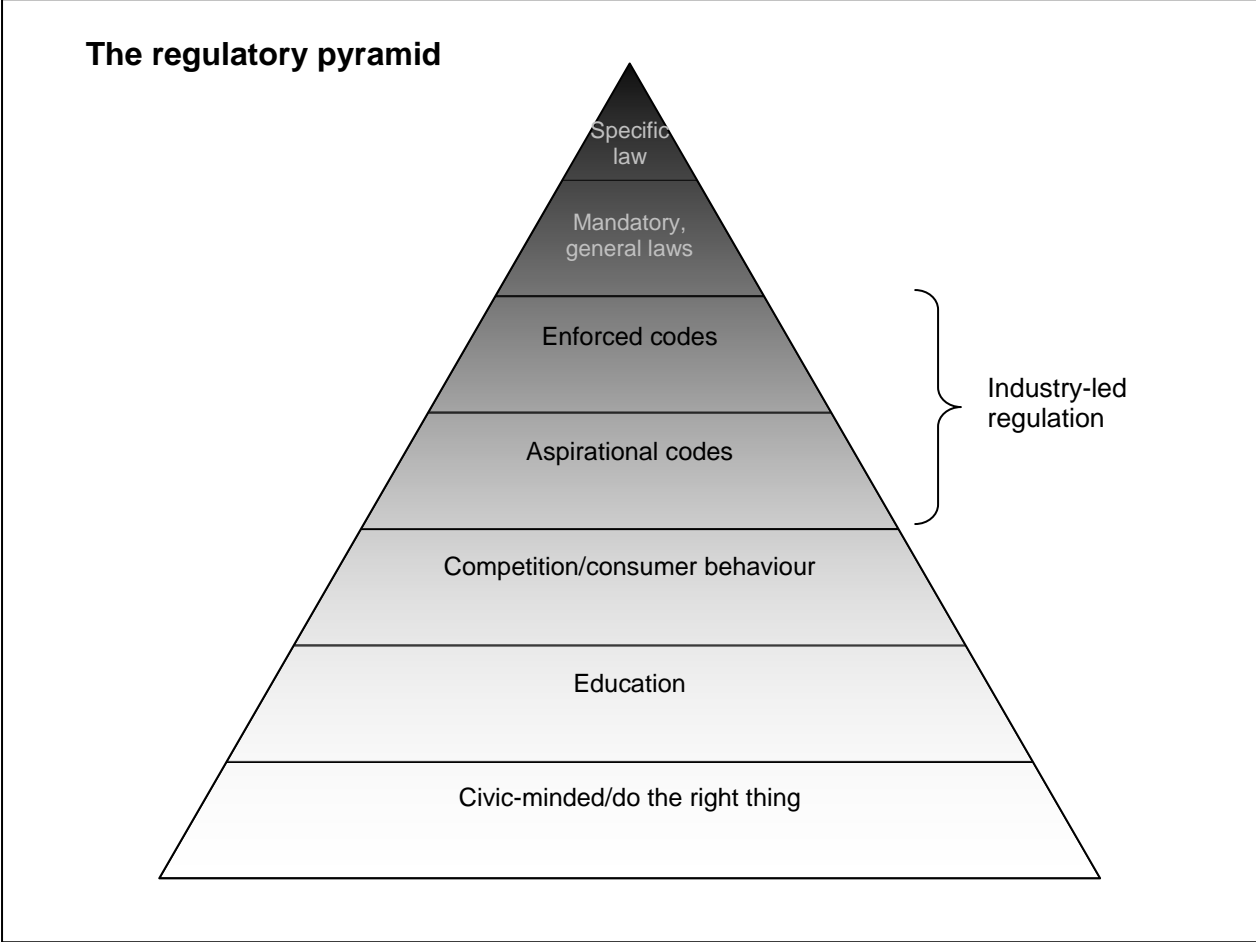 The regulatory pyramid
Specific
law
Mandatory,
general laws
Enforced codes
Industry-led
regulation
Aspirational codes
Competition/consumer behaviour
Education
Civic-minded/do the right thing